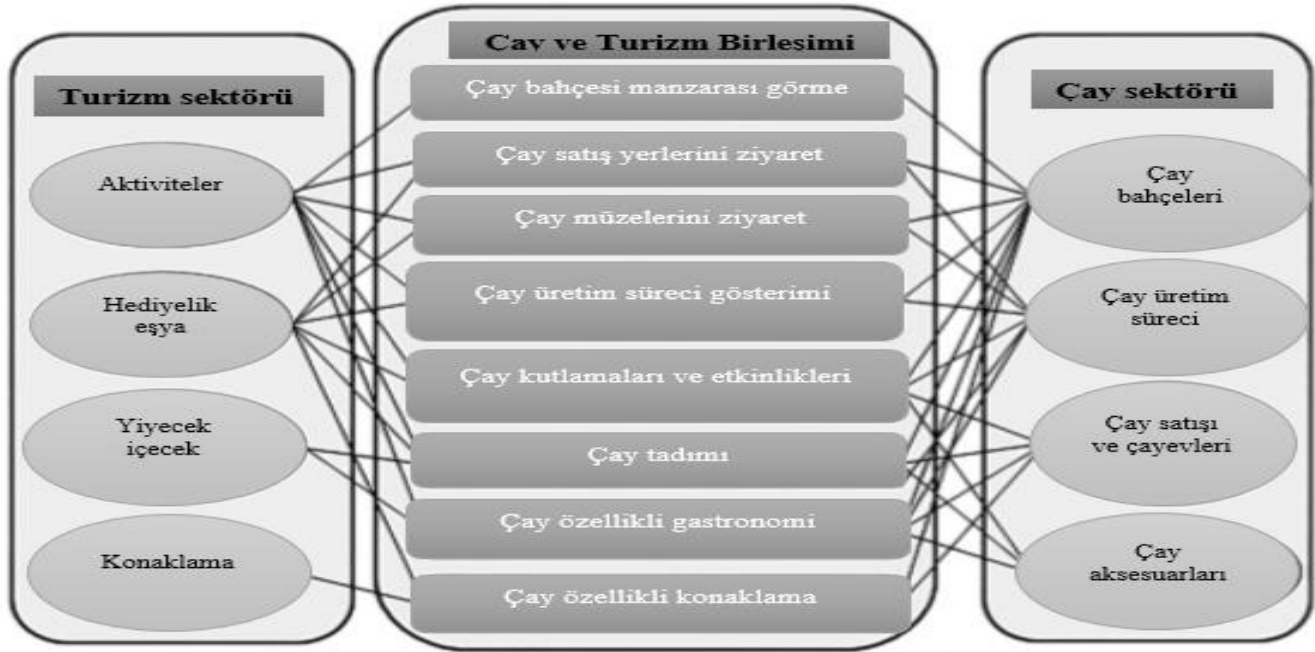 Turizm sektörü
Aktiviteler
Hediyelik
eşya
Yiyecek
içecek
Konaklama
Cav ve Turizm Birlesimi
Çay bahçesi manzarası görme
Çay satış yerlerini ziyaret
Çay müzelerini ziyaret
Çay üretim süreci gösterimi
Çay kutlamaları ve etkinlikleri
Çay tadımı
Çay özellikli gastronomi
Çay özellikli konaklama
Çay sektörü
Çay
bahçeleri
Çay üretim
süreci
Çay satışı
ve çayevleri
Çay
aksesuarları